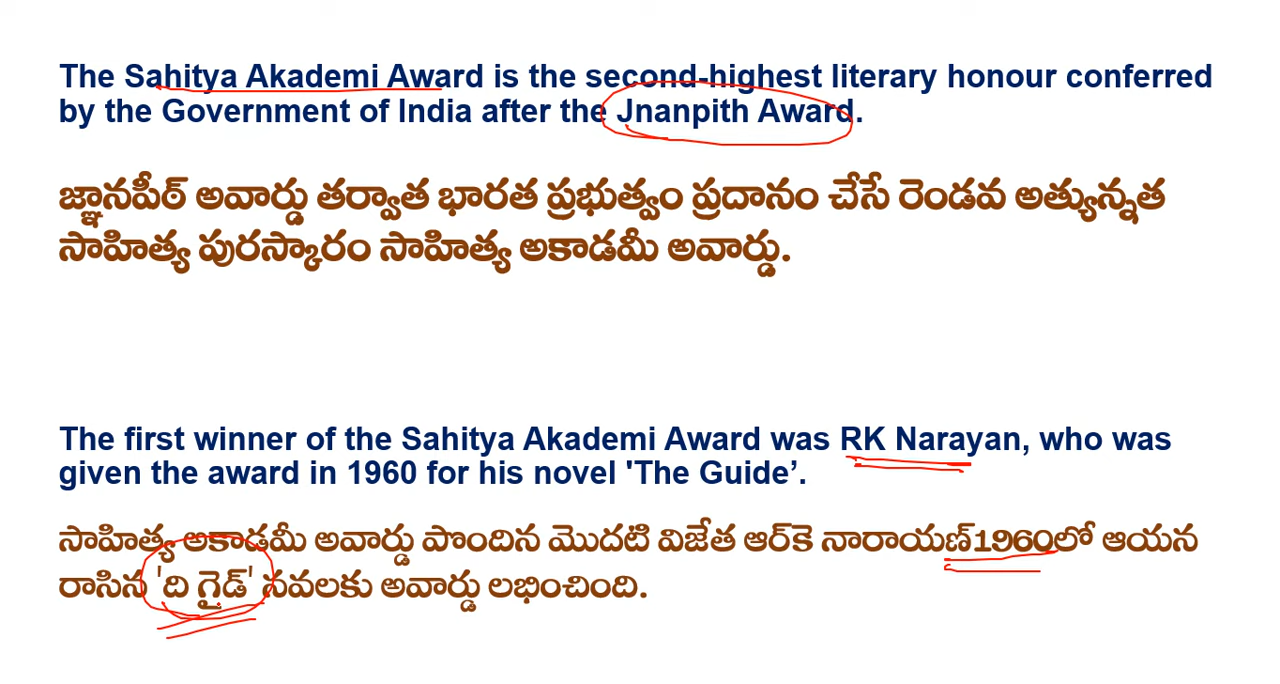 The Sahitya Akademi Award is the second-highest literary honour conferred
by the Government of India after the Jnanpith Award.
జ్ఞానపీఠ్ అవార్డు తర్వాత భారత ప్రభుత్వం ప్రదానం చేసే రెండవ అత్యున్నత
సాహిత్య పురస్కారం సాహిత్య అకాడమీ అవార్డు.
The first winner of the Sahitya Akademi Award was RK Narayan, who was
given the award in 1960 for his novel 'The Guide’.
సాహిత్య అకాడమీ అవార్డు పొందిన మొదటి విజేత ఆర్‌కె నారాయణ్1960లో ఆయన
రాసిన 'ది గైడ్' నవలకు అవార్డు లభించింది.